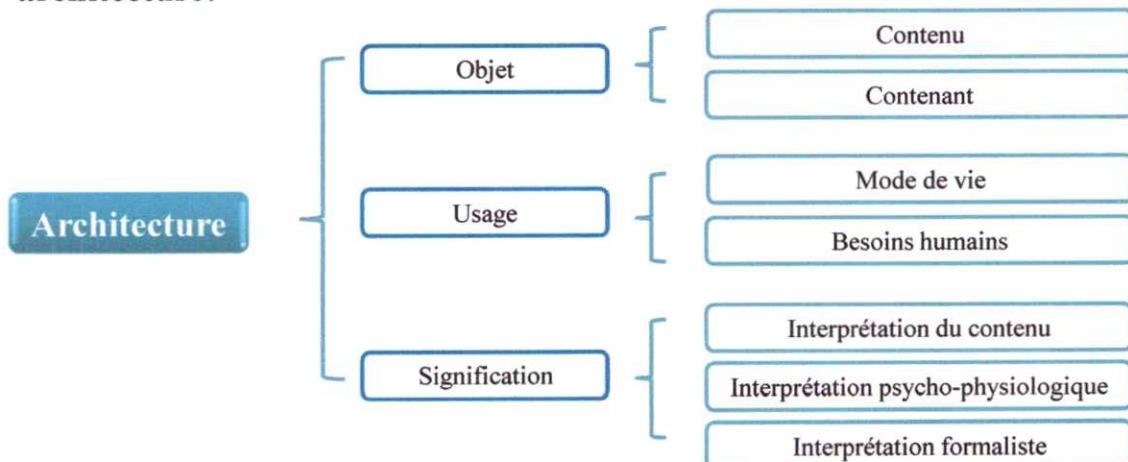 Architecture
Objet
Contenu
Contenant
Usage
Mode de vie
Besoins humains
Signification
Interprétation du contenu
Interprétation psycho-physiologique
Interprétation formaliste